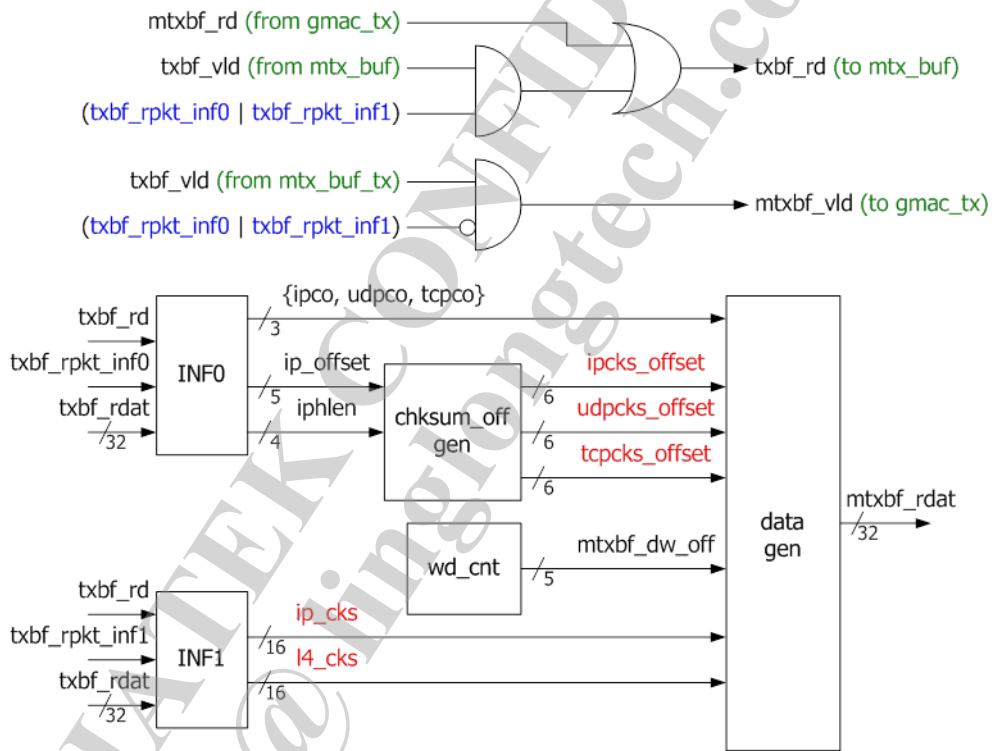 mtxbf_rd (from gmac_tx)
txbf_vld (from mtx_buf)
(txbf_rpkt_inf0 | txbf_rpkt_inf1)
txbf_rd (to mtx_buf)
txbf_vld (from mtx_buf_tx)
(txbf_rpkt_inf0 | txbf_rpkt_inf1)
mtxbf_vld (to gmac_tx)
txbf_rd
txbf_rpkt_inf0
txbf_rdat
32
INF0
{ipco, udpco, tcpco}
3
ip_offset
5
iphlen
4
chksum_off
gen
ipcks_offset
6
udpcks_offset
6
tcpcks_offset
6
wd_cnt
mtxbf_dw_off
5
data
gen
mtxbf_rdat
32
txbf_rd
txbf_rpkt_inf1
txbf_rdat
32
INF1
ip_cks
16
l4_cks
16